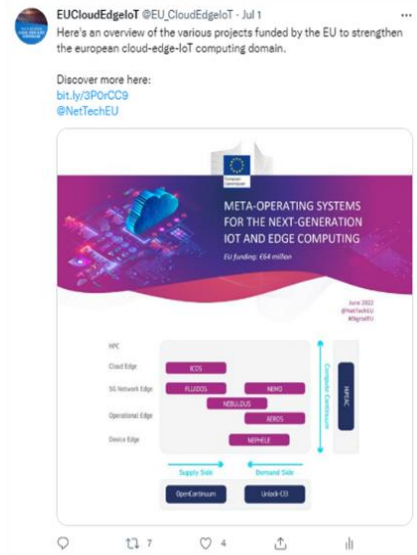 EUCloudEdgeIoT @EU_CloudEdgeIoT · Jul 1
Here's an overview of the various projects funded by the EU to strengthen
the european cloud-edge-IoT computing domain.
Discover more here:
bit.ly/3P0rCC9
@NetTechEU
European
Commission
META-OPERATING SYSTEMS
FOR THE NEXT-GENERATION
IOT AND EDGE COMPUTING
EU funding: €64 million
June 2022
@NetTechEU
#DigitalEU
HPC
Cloud Edge
ICOS
5G Network Edge
FLUIDOS
NEMO
NEBULOUS
Operational Edge
AEROS
Device Edge
NEPHELE
Compute Continuum
HiPEAC
Supply Side
Demand Side
OpenContinuum
Unlock-CEI
7
4